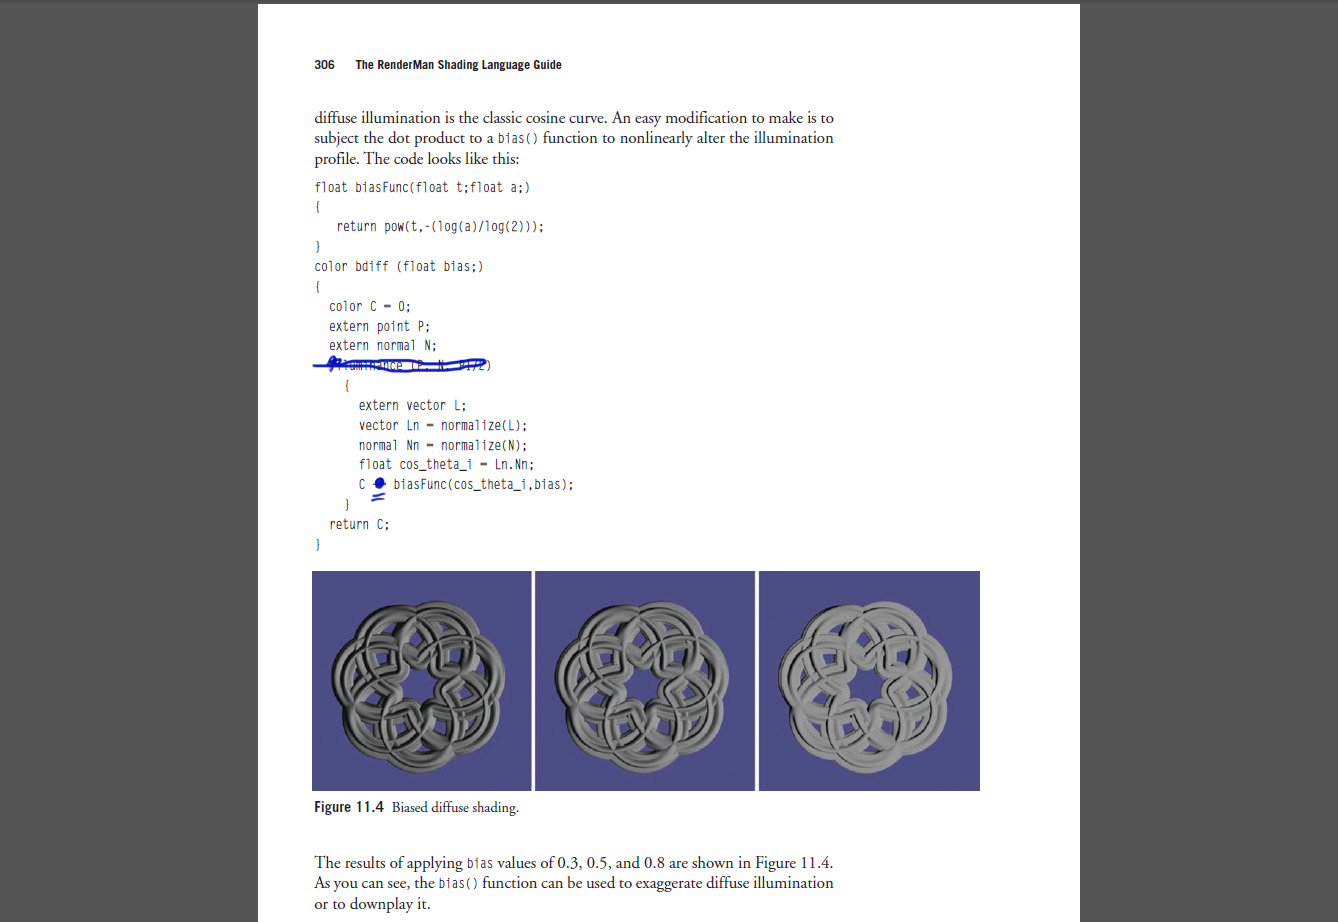 306 The RenderMan Shading Language Guide
diffuse illumination is the classic cosine curve. An easy modification to make is to
subject the dot product to a bias() function to nonlinearly alter the illumination
profile. The code looks like this:
float biasFunc(float t;float a;)
{
return pow(t,-(log(a)/log(2)));
}
color bdiff (float bias;)
{
color C = 0;
extern point P;
extern normal N;
{
extern vector L;
vector Ln = normalize(L);
normal Nn = normalize(N);
float cos_theta_i = Ln.Nn;
C = biasFunc(cos_theta_i,bias);
}
return C;
}
Figure 11.4 Biased diffuse shading.
The results of applying bias values of 0.3, 0.5, and 0.8 are shown in Figure 11.4.
As you can see, the bias() function can be used to exaggerate diffuse illumination
or to downplay it.